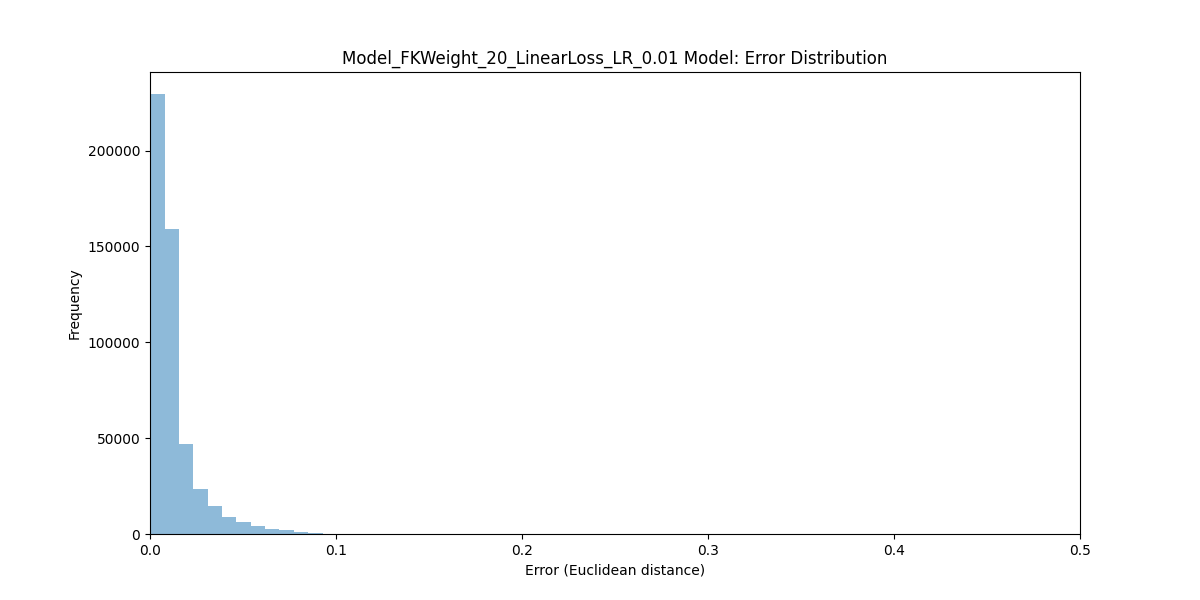 Model_FKWeight_20_LinearLoss_LR_0.01 Model: Error Distribution
200000
150000
100000
50000
0
Frequency
0.0 0.1 0.2 0.3 0.4 0.5
Error (Euclidean distance)